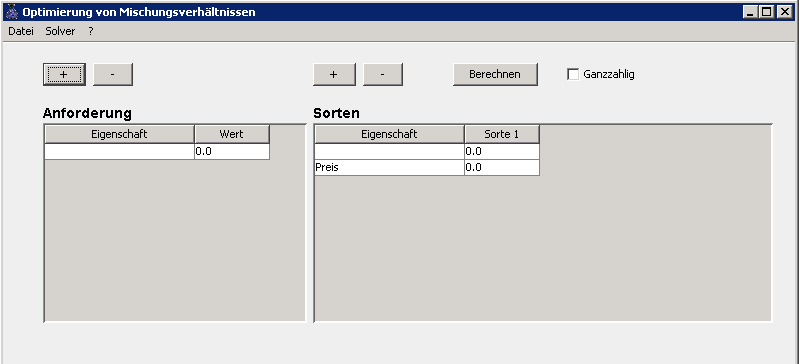 Optimierung von Mischungsverhältnissen
Datei Solver ?
+ - + - Berechnen Ganzzahlig
Anforderung Sorten
Eigenschaft Wert Eigenschaft Sorte 1
0.0 0.0
Preis 0.0